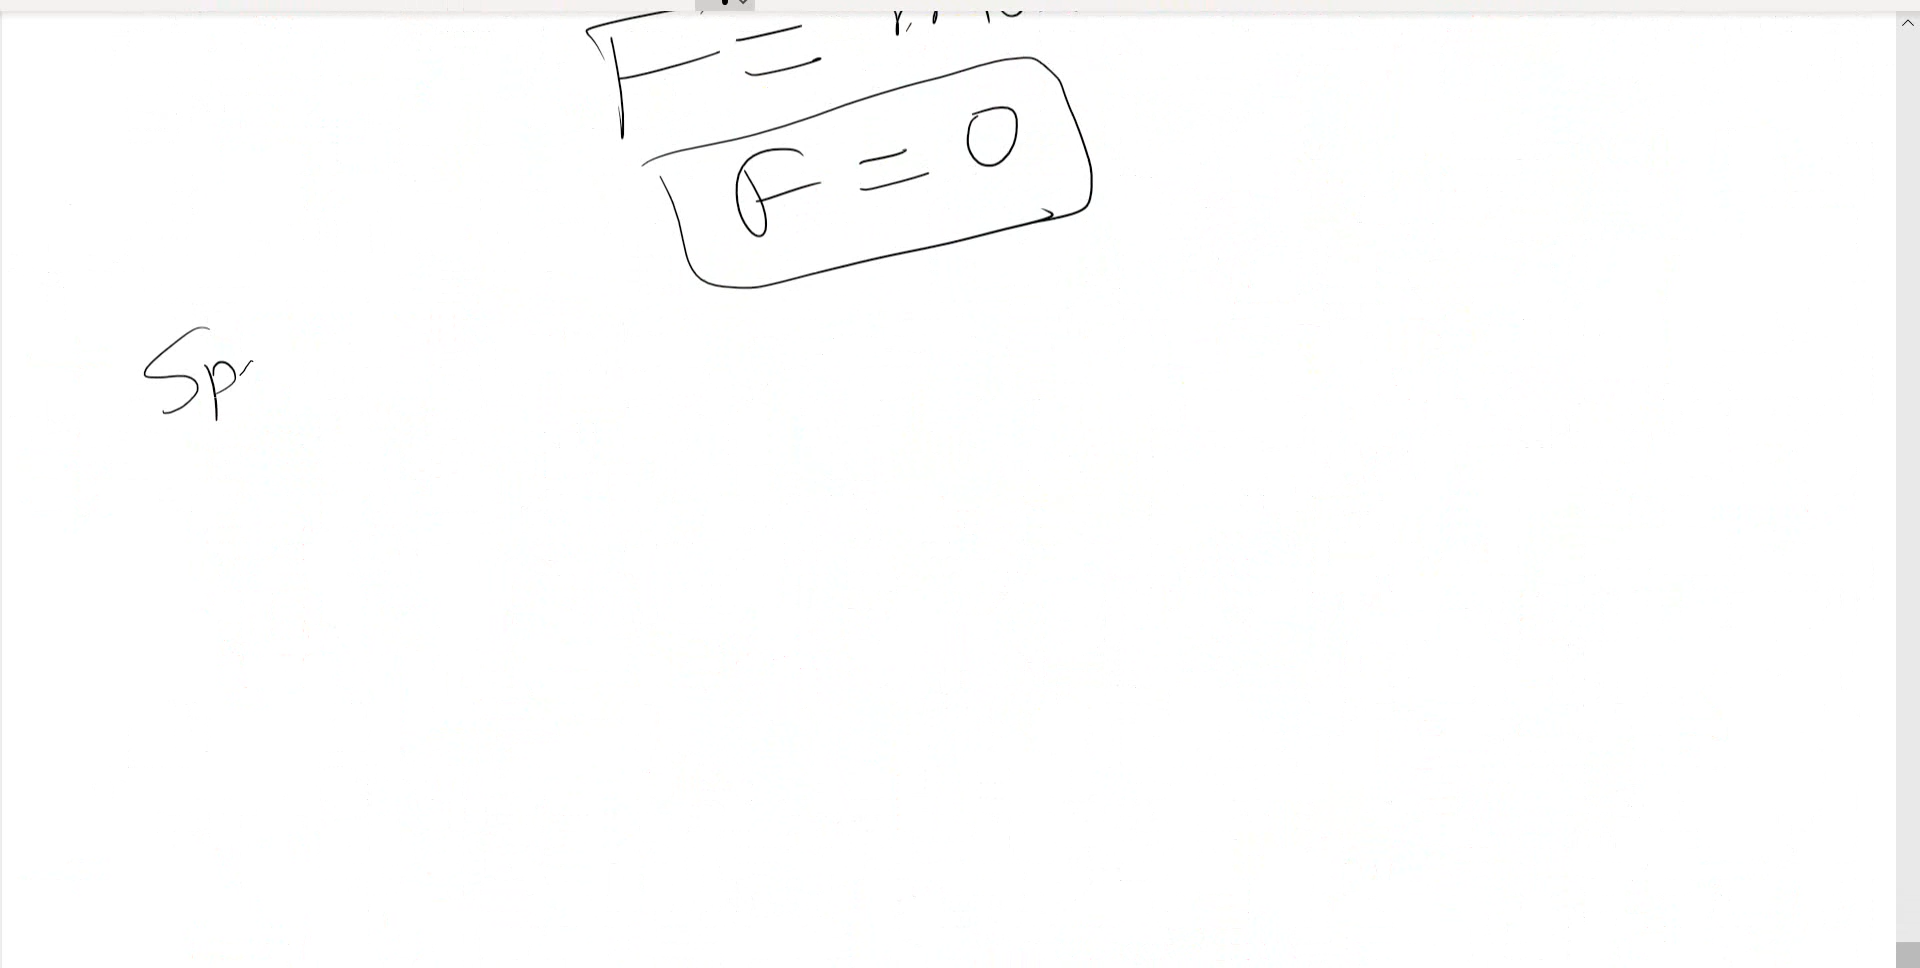 F =
F = 0
Sp